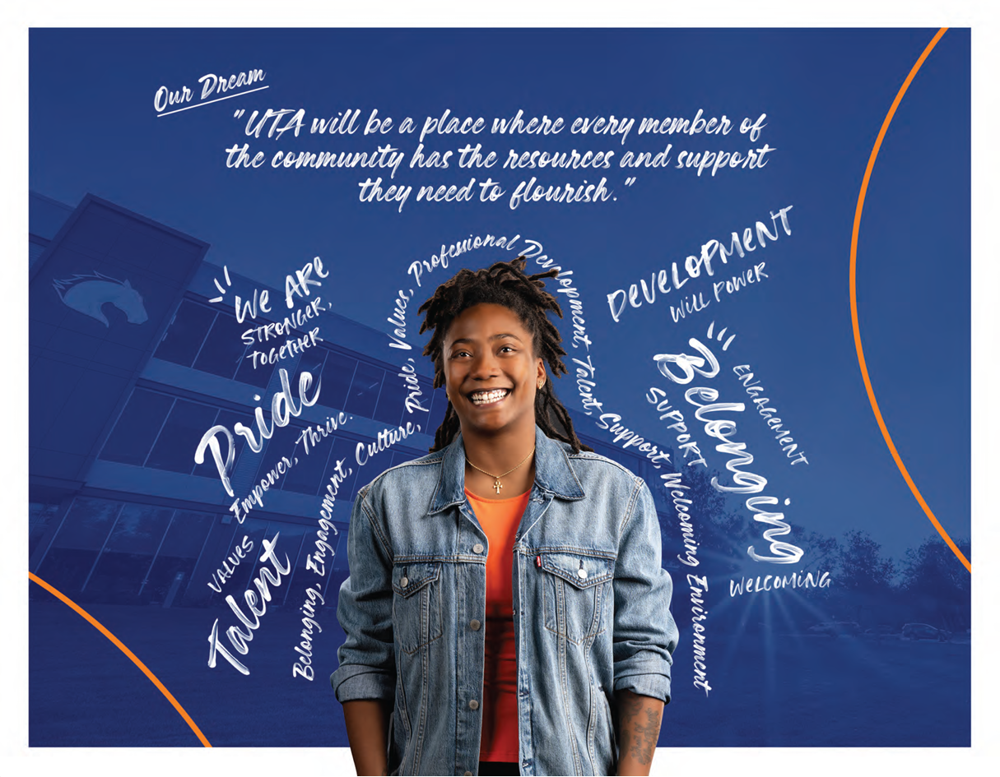 Our Dream
"UTA will be a place where every member of
the community has the resources and support
they need to flourish."
WE ARE
STRONGER,
TOGETHER
Pride
Empower, Thrive.
VALUES
Talent
Belonging, Engagement, Culture, Pride, Values, Professional Development, Talent, Support, Welcoming Environment
DEVELOPMENT
WILL POWER
Belonging
ENGAGEMENT
SUPPORT
WELCOMING